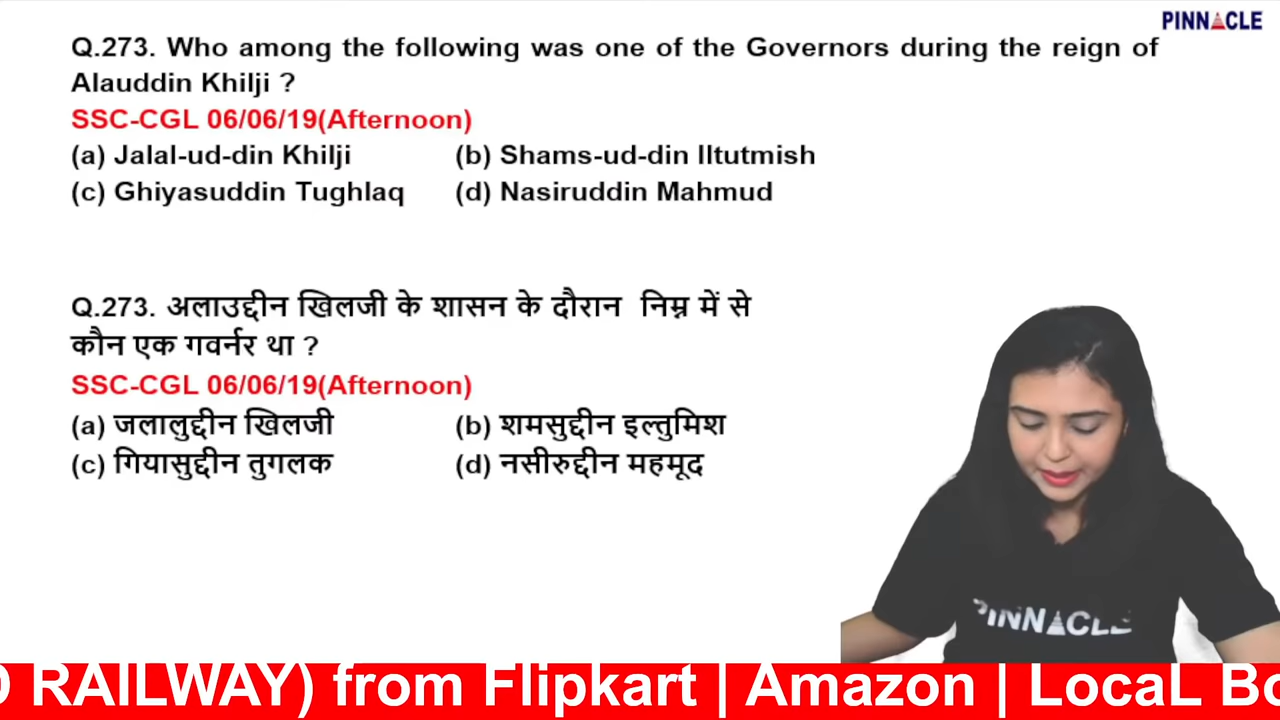 PINNACLE
Q.273. Who among the following was one of the Governors during the reign of
Alauddin Khilji ?
SSC-CGL 06/06/19(Afternoon)
(a) Jalal-ud-din Khilji (b) Shams-ud-din Iltutmish
(c) Ghiyasuddin Tughlaq (d) Nasiruddin Mahmud
Q.273. अलाउद्दीन खिलजी के शासन के दौरान निम्न में से
कौन एक गवर्नर था ?
SSC-CGL 06/06/19(Afternoon)
(a) जलालुद्दीन खिलजी (b) शमसुद्दीन इल्तुमिश
(c) गियासुद्दीन तुगलक (d) नसीरुद्दीन महमूद
PINNACLE
RAILWAY) from Flipkart | Amazon | LocaL